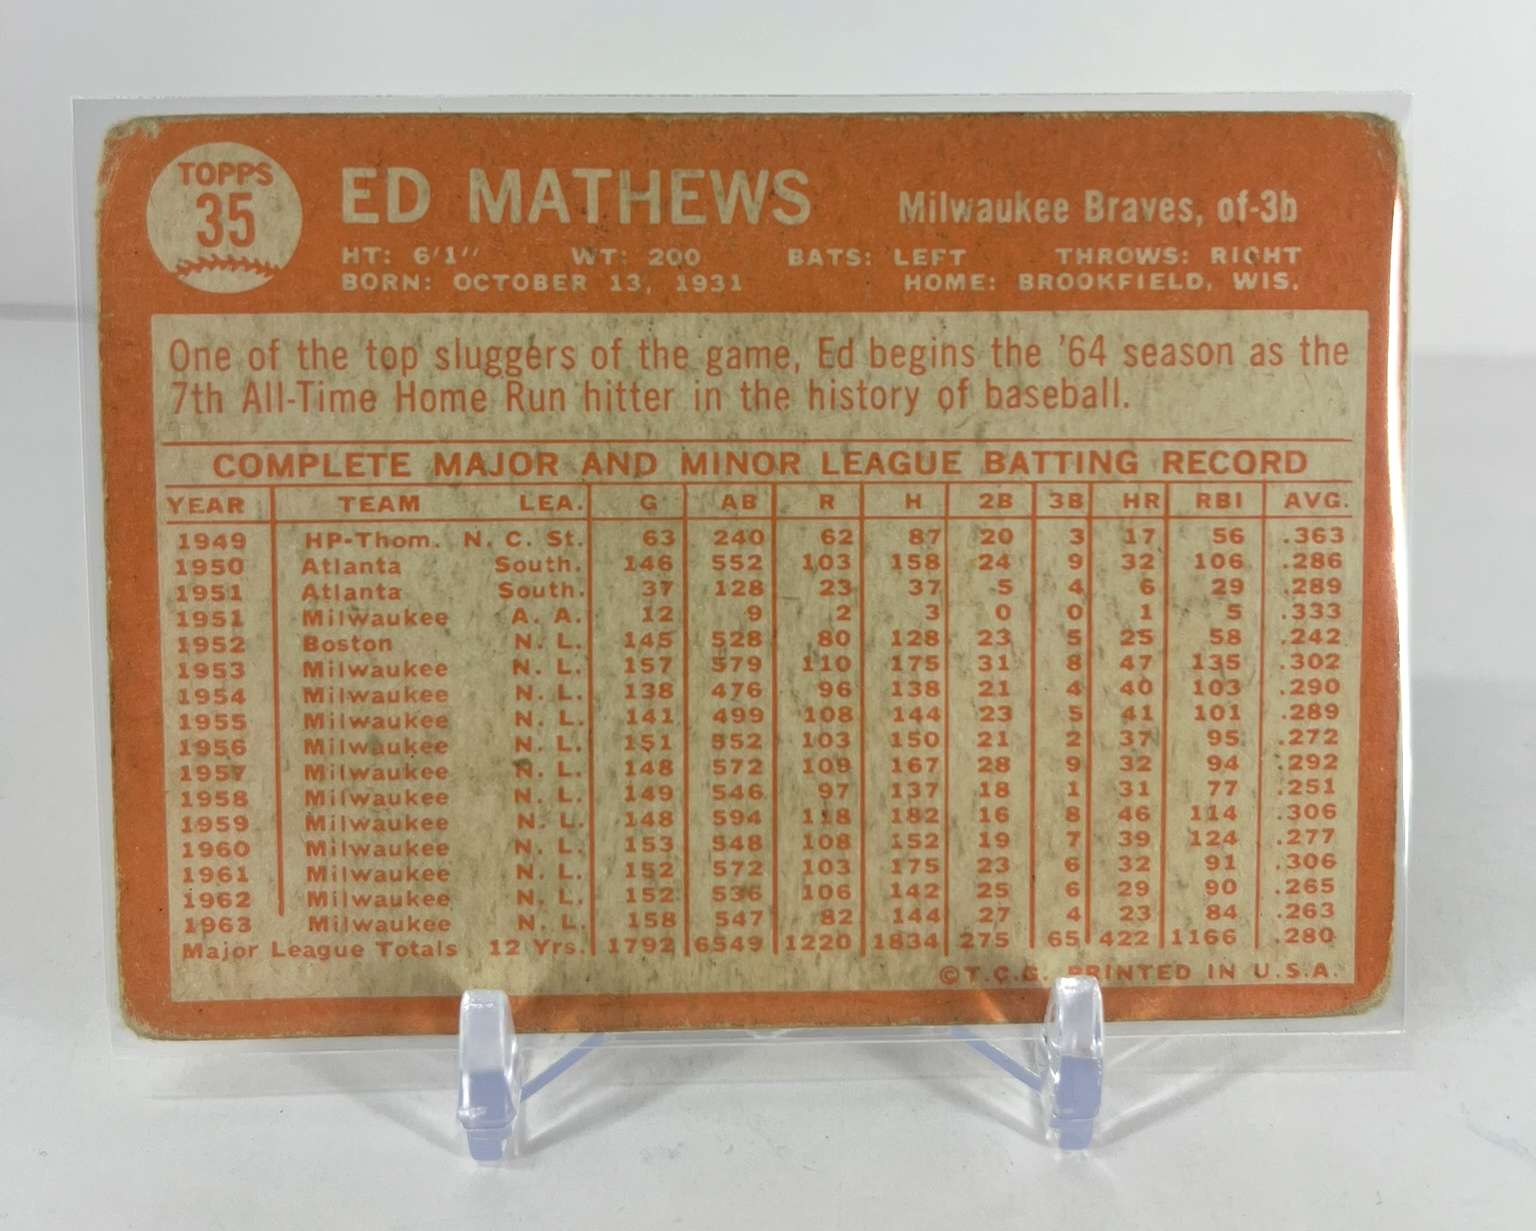 TOPPS
35
ED MATHEWS
Milwaukee Braves, of-3b
HT: 6'1" WT: 200 BATS: LEFT THROWS: RIGHT
BORN: OCTOBER 13, 1931 HOME: BROOKFIELD, WIS.
One of the top sluggers of the game, Ed begins the '64 season as the
7th All-Time Home Run hitter in the history of baseball.
COMPLETE MAJOR AND MINOR LEAGUE BATTING RECORD
YEAR TEAM LEA. G AB R H 2B 3B HR RBI AVG.
1949 HP-Thom. N. C. St. 63 240 62 87 20 3 17 56 .363
1950 Atlanta South. 146 552 103 158 24 9 32 106 .286
1951 Atlanta South. 37 128 23 37 5 4 6 29 .289
1951 Milwaukee A. A. 12 9 2 3 0 0 1 5 .333
1952 Boston N. L. 145 528 80 128 23 5 25 58 .242
1953 Milwaukee N. L. 157 579 110 175 31 8 47 135 .302
1954 Milwaukee N. L. 138 476 96 138 21 4 40 103 .290
1955 Milwaukee N. L. 141 499 108 144 23 5 41 101 .289
1956 Milwaukee N. L. 151 552 103 150 21 2 37 95 .272
1957 Milwaukee N. L. 148 572 109 167 28 9 32 94 .292
1958 Milwaukee N. L. 149 546 97 137 18 1 31 77 .251
1959 Milwaukee N. L. 148 594 118 182 16 8 46 114 .306
1960 Milwaukee N. L. 153 548 108 152 19 7 39 124 .277
1961 Milwaukee N. L. 152 572 103 175 23 6 32 91 .306
1962 Milwaukee N. L. 152 536 106 142 25 6 29 90 .265
1963 Milwaukee N. L. 158 547 82 144 27 4 23 84 .263
Major League Totals 12 Yrs. 1792 6549 1220 1834 275 65 422 1166 .280
©T.C.G. PRINTED IN U.S.A.